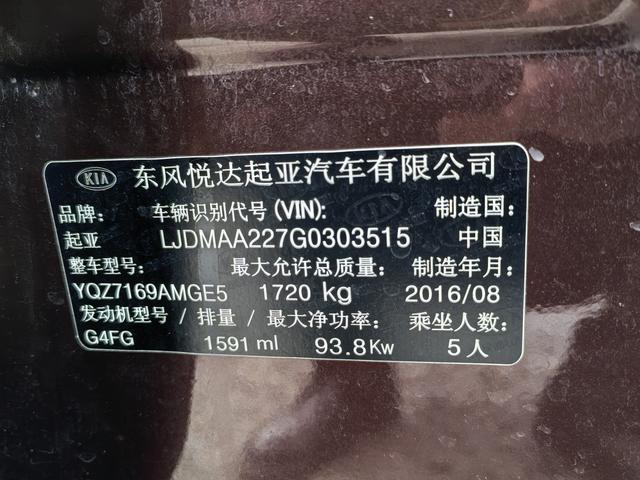 KIA 东风悦达起亚汽车有限公司
品牌: 车辆识别代号(VIN): 制造国:
起亚 LJDMAA227G0303515 中国
整车型号: 最大允许总质量: 制造年月:
YQZ7169AMGE5 1720 kg 2016/08
发动机型号/排量/最大净功率: 乘坐人数:
G4FG 1591 ml 93.8Kw 5人